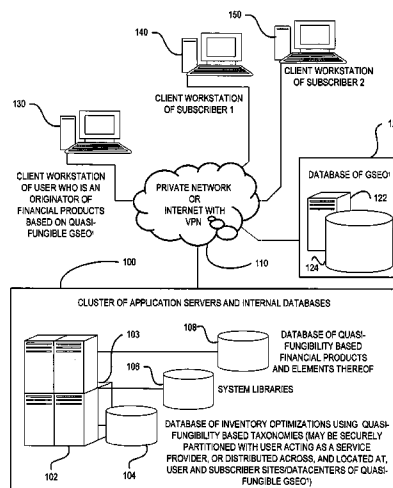 150
140
CLIENT WORKSTATION
OF SUBSCRIBER 2
130
CLIENT WORKSTATION
OF SUBSCRIBER 1
CLIENT WORKSTATION
OF USER WHO IS AN
ORIGINATOR OF
FINANCIAL PRODUCTS
BASED ON QUASI-
FUNGIBLE GSEO¹
PRIVATE NETWORK
OR
INTERNET WITH
VPN
DATABASE OF GSEO¹
122
124
100
110
CLUSTER OF APPLICATION SERVERS AND INTERNAL DATABASES
103
108
106
DATABASE OF QUASI-
FUNGIBILITY BASED
FINANCIAL PRODUCTS
AND ELEMENTS THEREOF
SYSTEM LIBRARIES
DATABASE OF INVENTORY OPTIMIZATIONS USING QUASI-
FUNGIBILITY BASED TAXONOMIES (MAY BE SECURELY
PARTITIONED WITH USER ACTING AS A SERVICE
PROVIDER, OR DISTRIBUTED ACROSS, AND LOCATED AT,
USER AND SUBSCRIBER SITES/DATACENTERS OF QUASI-
FUNGIBLE GSEO¹)
102
104